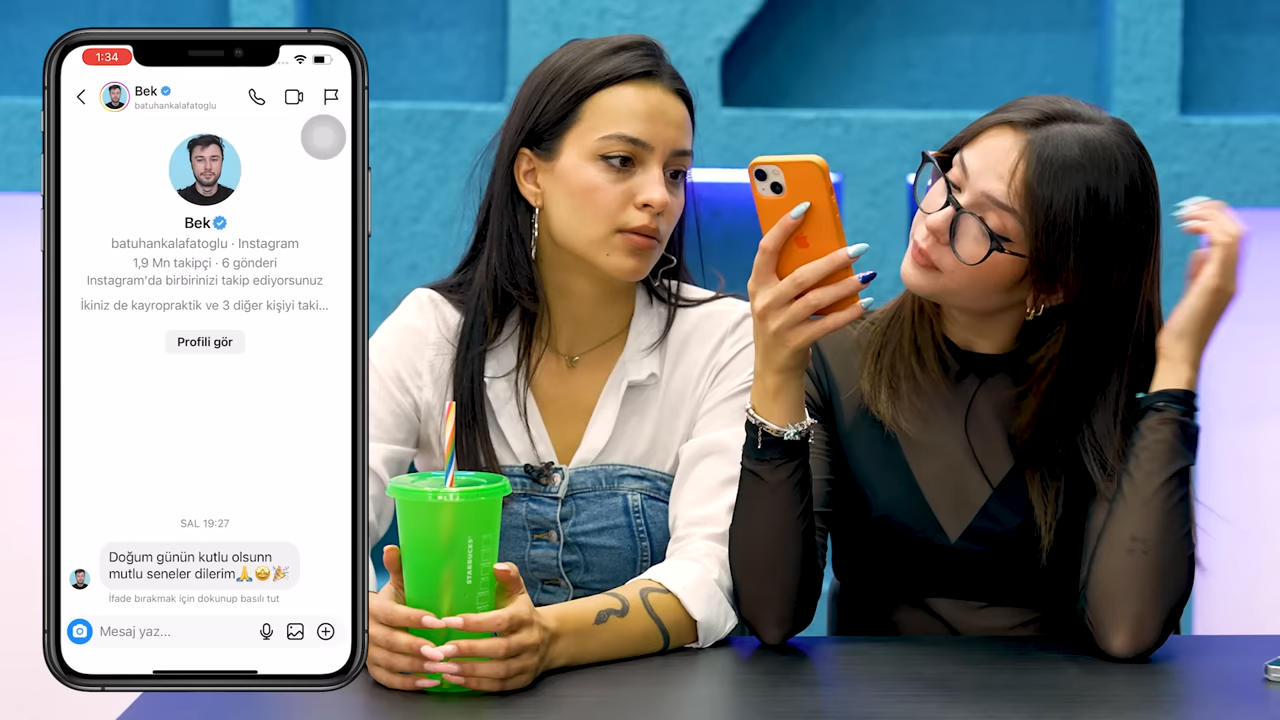 1:34
Bek
batuhankalafatoglu
Bek
batuhankalafatoglu · Instagram
1,9 Mn takipçi · 6 gönderi
Instagram'da birbirinizi takip ediyorsunuz
İkiniz de kayropraktik ve 3 diğer kişiyi taki...
Profili gör
SAL 19:27
Doğum günün kutlu olsunn
mutlu seneler dilerim🙏🤩🎉
İfade bırakmak için dokunup basılı tut
Mesaj yaz...
STARBUCKS